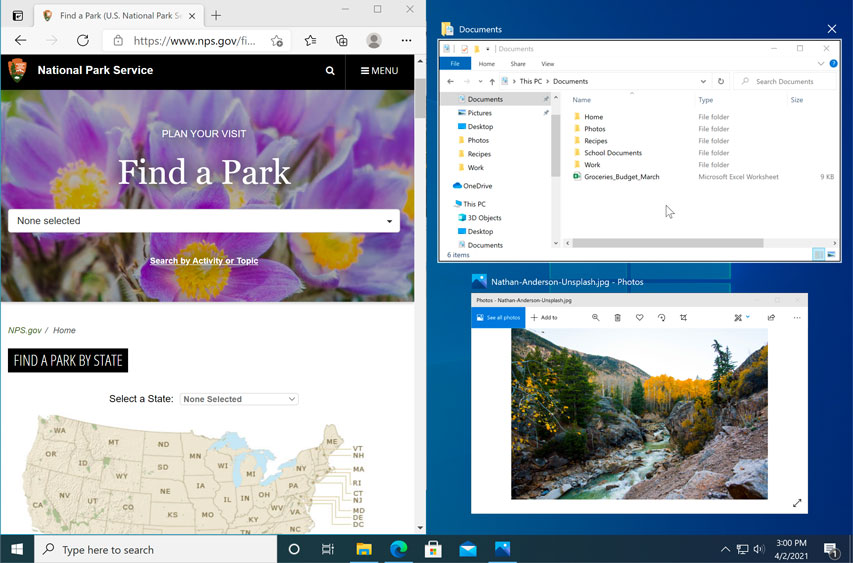 Find a Park (U.S. National Park Se
https://www.nps.gov/fi...
National Park Service
MENU
PLAN YOUR VISIT
Find a Park
None selected
Search by Activity or Topic
NPS.gov / Home
FIND A PARK BY STATE
Select a State: None Selected
WA
MT
ND
MN
ME
VT
NH
OR
ID
SD
WI
MI
NY
MA
WY
IA
PA
RI
NE
IL
IN
OH
CT
NV
UT
CO
KS
MO
KY
WV
VA
NJ
CA
MD
DE
DC
NC
Documents
Documents
File
Home
Share
View
This PC > Documents
Search Documents
Documents
Pictures
Desktop
Photos
Recipes
Work
OneDrive
This PC
3D Objects
Desktop
Documents
Name Type Size
Home File folder
Photos File folder
Recipes File folder
School Documents File folder
Work File folder
Groceries_Budget_March Microsoft Excel Worksheet 9 KB
6 items
Nathan-Anderson-Unsplash.jpg - Photos
Photos - Nathan-Anderson-Unsplash.jpg
See all photos
Add to
Type here to search
3:00 PM
4/2/2021
1